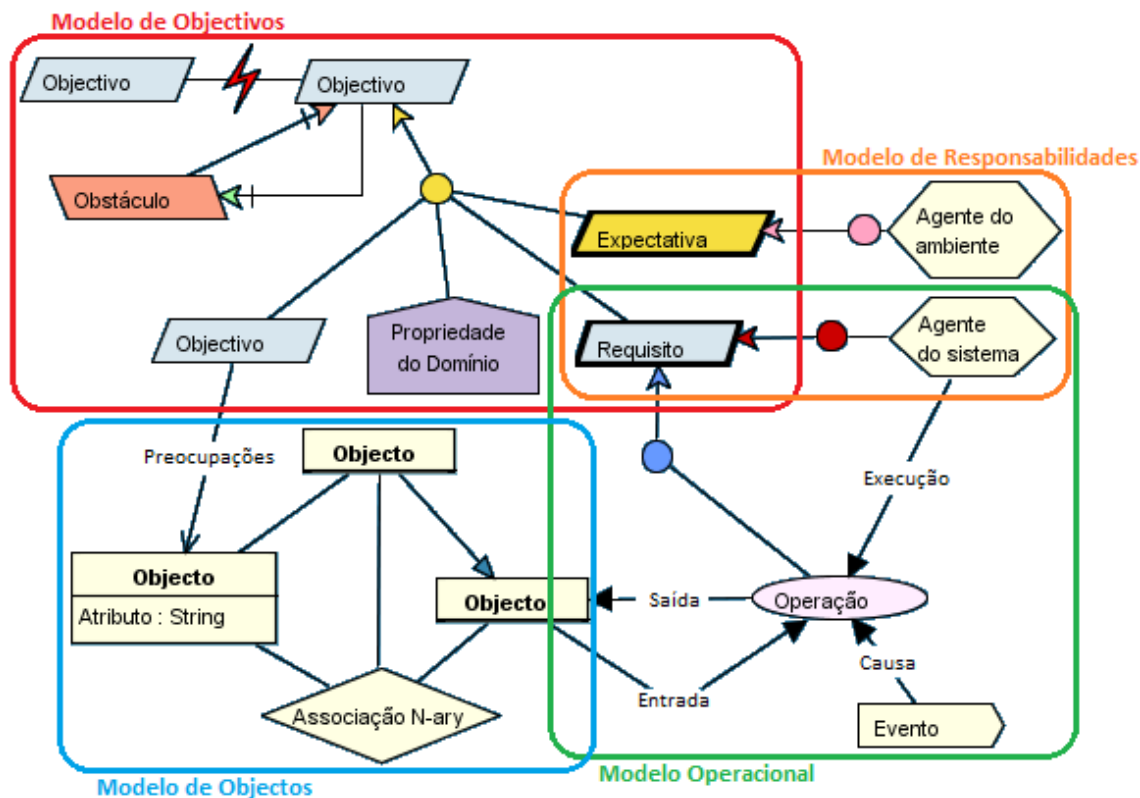 Modelo de Objectivos
Objectivo
Objectivo
Modelo de Responsabilidades
Obstáculo
Expectativa
Agente do
ambiente
Objectivo
Propriedade
do Domínio
Requisito
Agente
do sistema
Preocupações
Objecto
Execução
Objecto
Atributo : String
Objecto
Saída
Operação
Causa
Entrada
Associação N-ary
Evento
Modelo de Objectos
Modelo Operacional